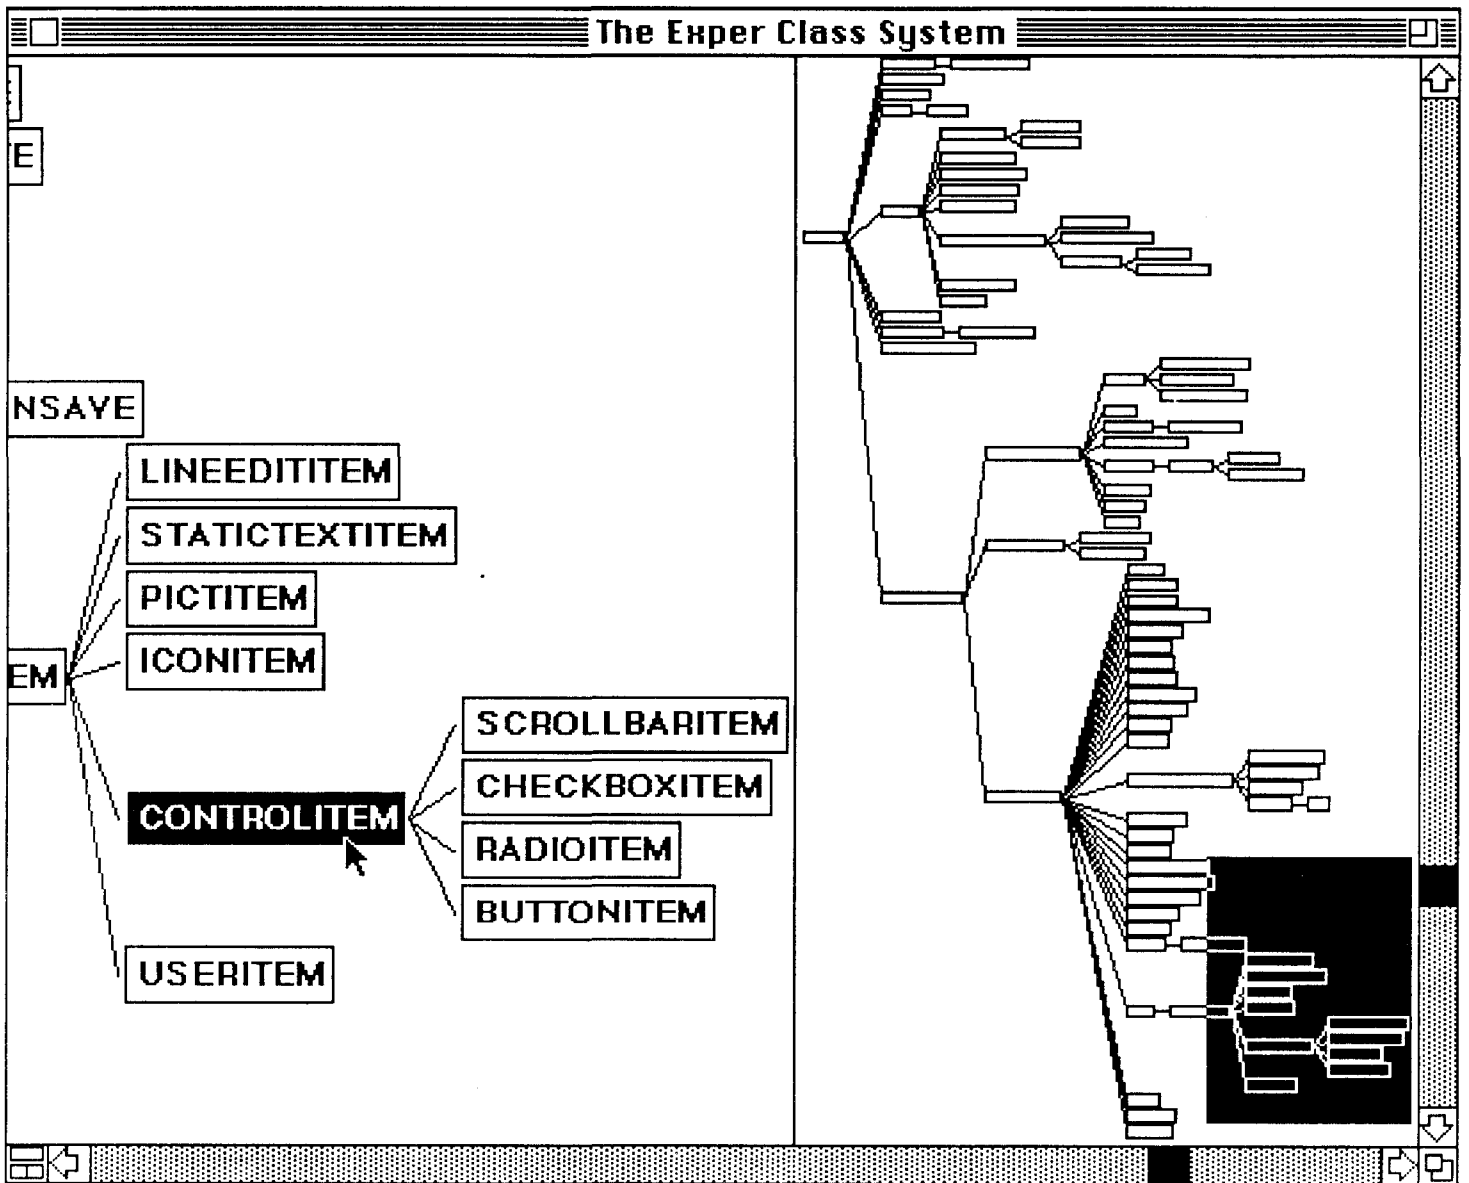 The Exper Class System
E
NSAVE
LINEEDITITEM
STATICTEXTITEM
PICTITEM
ICONITEM
EM
SCROLLBARITEM
CHECKBOXITEM
CONTROLITEM
RADIOITEM
BUTTONITEM
USERITEM